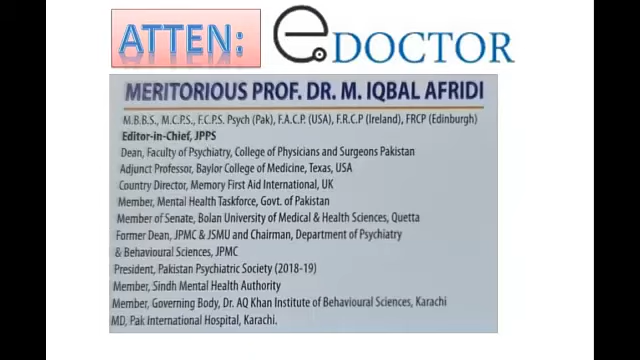 ATTEN:
eDOCTOR
MERITORIOUS PROF. DR. M. IQBAL AFRIDI
M.B.B.S., M.C.P.S., F.C.P.S. Psych (Pak), F.A.C.P. (USA), F.R.C.P (Ireland), FRCP (Edinburgh)
Editor-in-Chief, JPPS
Dean, Faculty of Psychiatry, College of Physicians and Surgeons Pakistan
Adjunct Professor, Baylor College of Medicine, Texas, USA
Country Director, Memory First Aid International, UK
Member, Mental Health Taskforce, Govt. of Pakistan
Member of Senate, Bolan University of Medical & Health Sciences, Quetta
Former Dean, JPMC & JSMU and Chairman, Department of Psychiatry
& Behavioural Sciences, JPMC
President, Pakistan Psychiatric Society (2018-19)
Member, Sindh Mental Health Authority
Member, Governing Body, Dr. AQ Khan Institute of Behavioural Sciences, Karachi
MD, Pak International Hospital, Karachi.